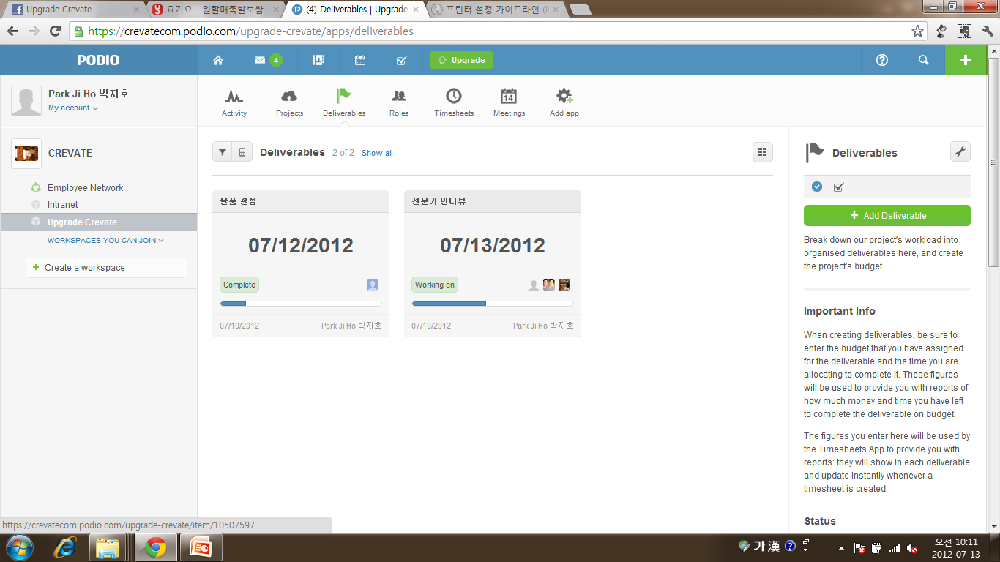 Upgrade Crevate
요기요 - 원할매족발보쌈
(4) Deliverables | Upgrade
프린터 설정 가이드라인 (i
https://crevatecom.podio.com/upgrade-crevate/apps/deliverables
PODIO
4
Upgrade
Park Ji Ho 박지호
My account
Activity
Projects
Deliverables
Roles
Timesheets
14
Meetings
Add app
CREVATE
Employee Network
Intranet
Upgrade Crevate
WORKSPACES YOU CAN JOIN
Create a workspace
Deliverables 2 of 2 Show all
물품 결정
07/12/2012
Complete
07/10/2012 Park Ji Ho 박지호
전문가 인터뷰
07/13/2012
Working on
07/10/2012 Park Ji Ho 박지호
Deliverables
Add Deliverable
Break down our project's workload into
organised deliverables here, and create
the project's budget.
Important Info
When creating deliverables, be sure to
enter the budget that you have assigned
for the deliverable and the time you are
allocating to complete it. These figures
will be used to provide you with reports of
how much money and time you have left
to complete the deliverable on budget.
The figures you enter here will be used by
the Timesheets App to provide you with
reports: they will show in each deliverable
and update instantly whenever a
timesheet is created.
Status
https://crevatecom.podio.com/upgrade-crevate/item/10507597
가 漢
오전 10:11
2012-07-13